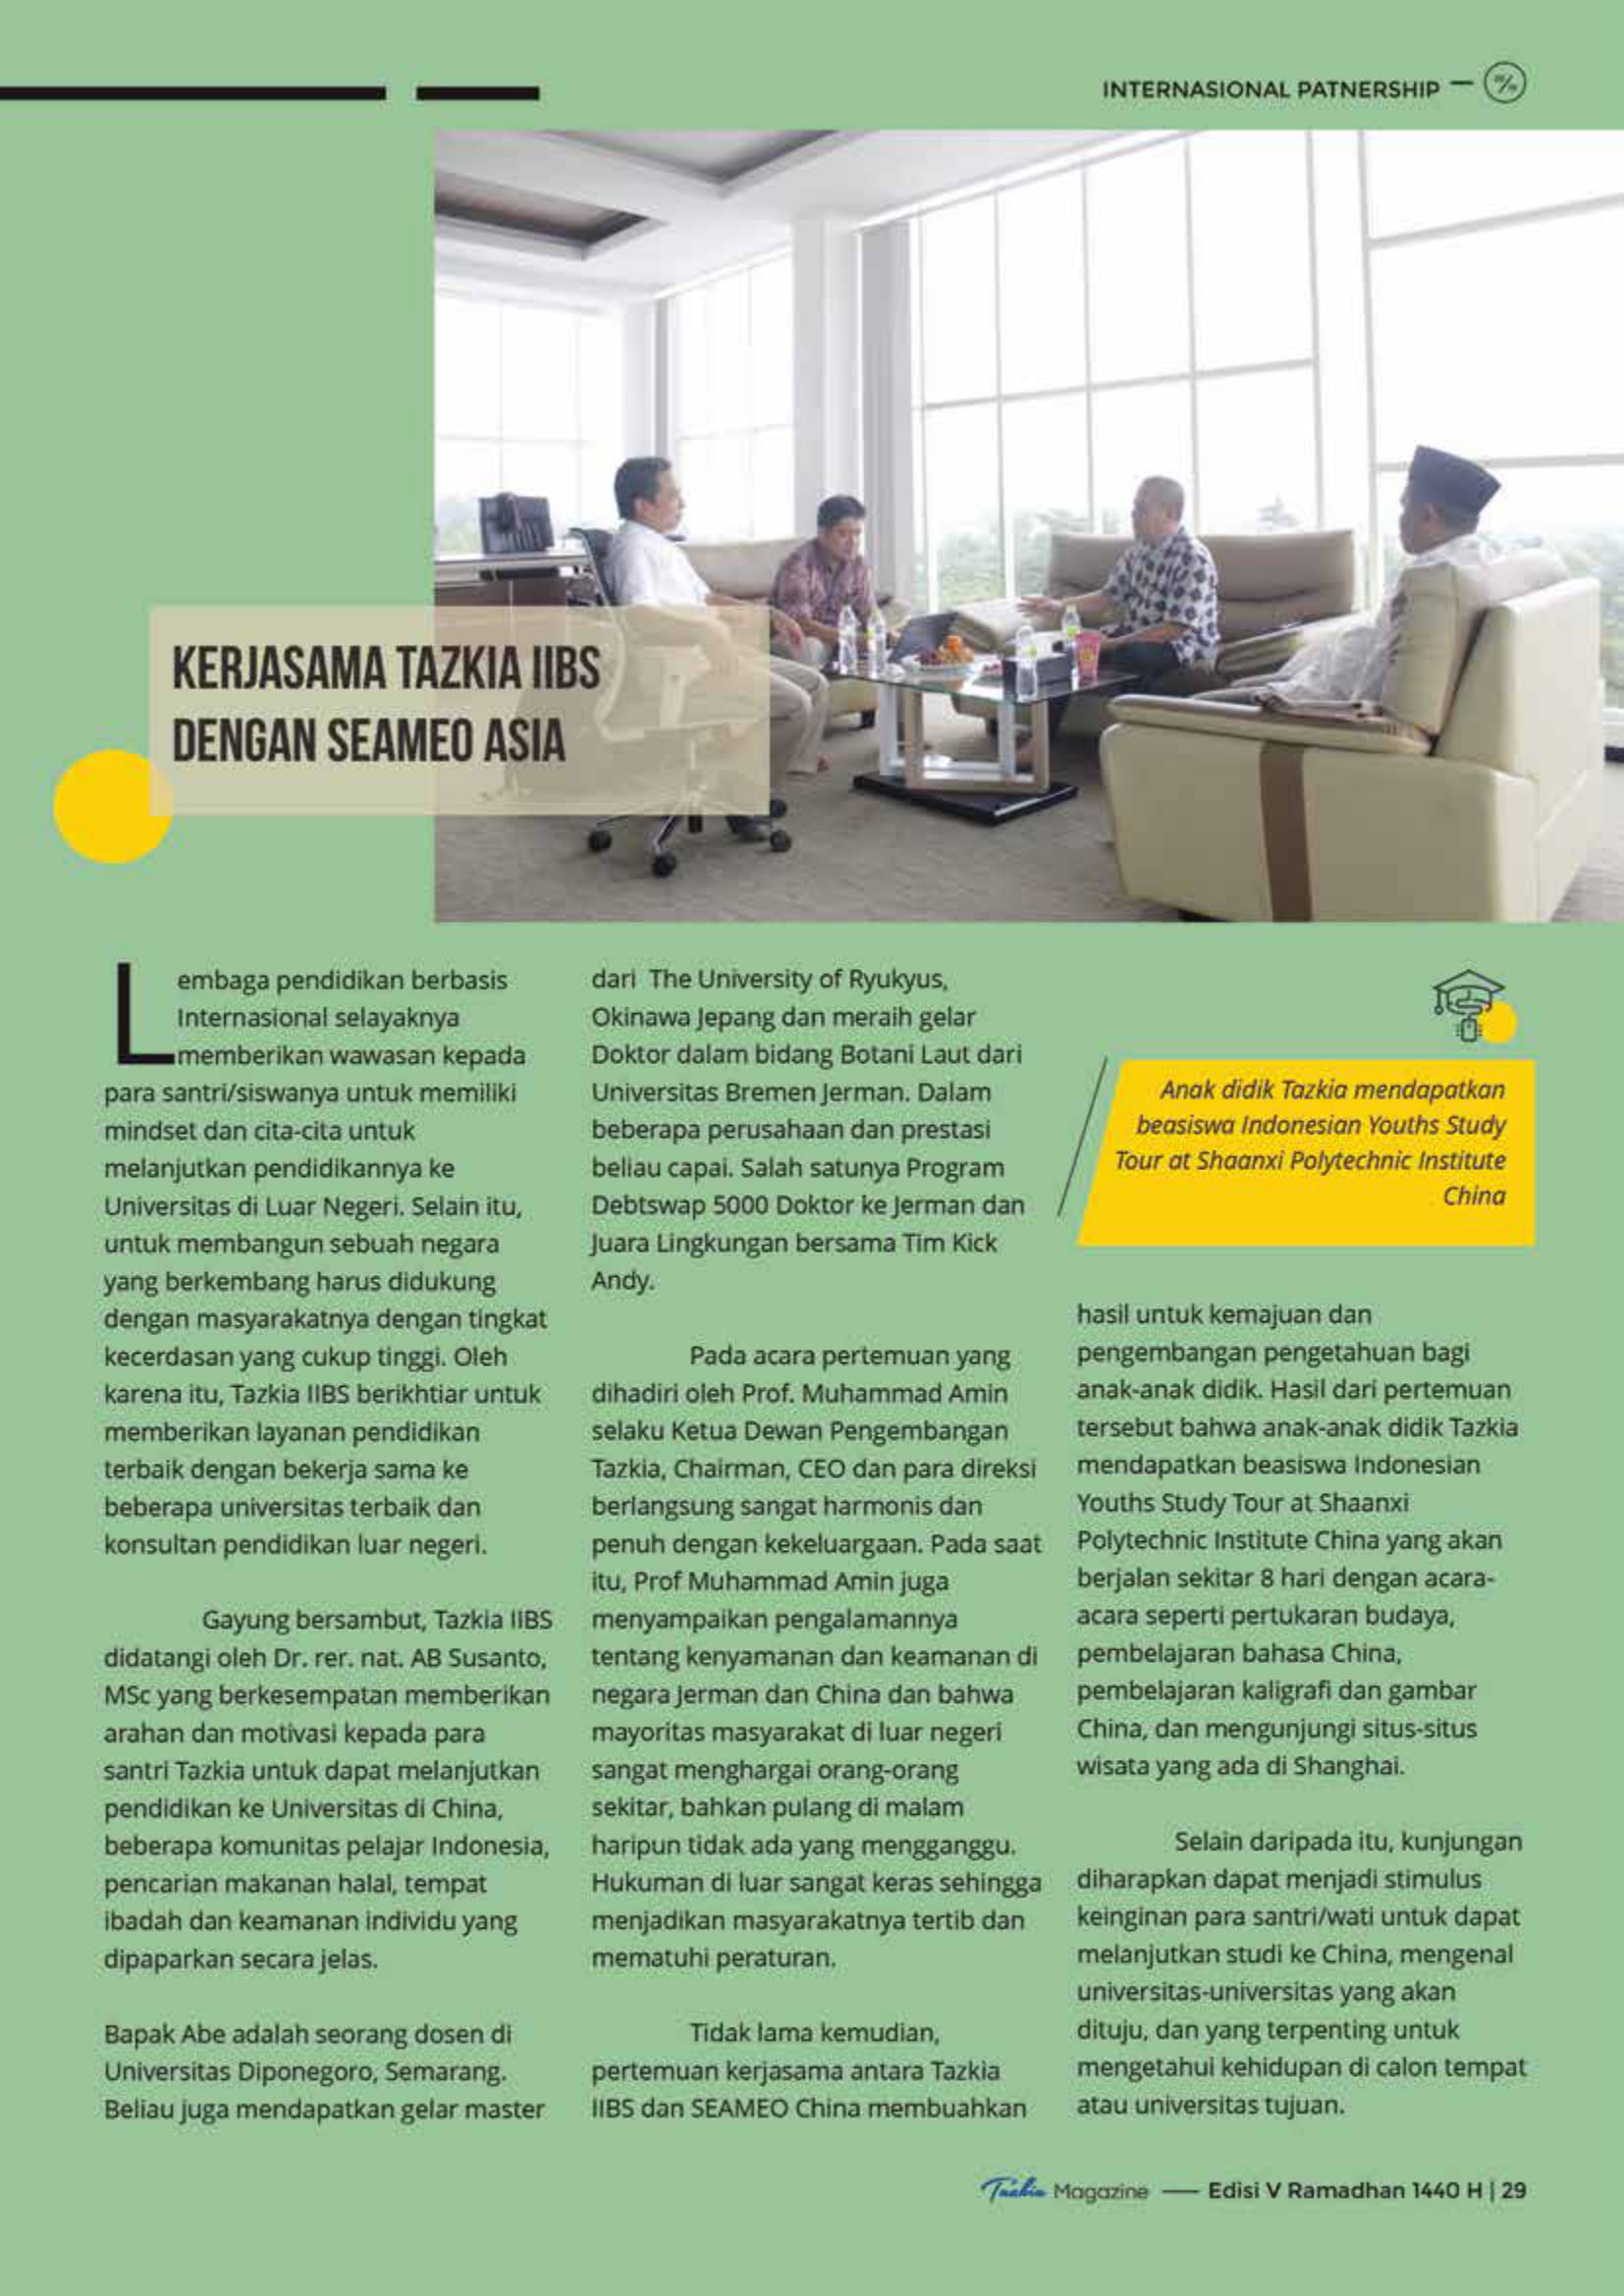 INTERNASIONAL PATNERSHIP —
KERJASAMA TAZKIA IIBS
DENGAN SEAMEO ASIA
Lembaga pendidikan berbasis
Internasional selayaknya
memberikan wawasan kepada
para santri/siswanya untuk memiliki
mindset dan cita-cita untuk
melanjutkan pendidikannya ke
Universitas di Luar Negeri. Selain itu,
untuk membangun sebuah negara
yang berkembang harus didukung
dengan masyarakatnya dengan tingkat
kecerdasan yang cukup tinggi. Oleh
karena itu, Tazkia IIBS berikhtiar untuk
memberikan layanan pendidikan
terbaik dengan bekerja sama ke
beberapa universitas terbaik dan
konsultan pendidikan luar negeri.
Gayung bersambut, Tazkia IIBS
didatangi oleh Dr. rer. nat. AB Susanto,
MSc yang berkesempatan memberikan
arahan dan motivasi kepada para
santri Tazkia untuk dapat melanjutkan
pendidikan ke Universitas di China,
beberapa komunitas pelajar Indonesia,
pencarian makanan halal, tempat
ibadah dan keamanan individu yang
dipaparkan secara jelas.
Bapak Abe adalah seorang dosen di
Universitas Diponegoro, Semarang.
Beliau juga mendapatkan gelar master
dari The University of Ryukyus,
Okinawa Jepang dan meraih gelar
Doktor dalam bidang Botani Laut dari
Universitas Bremen Jerman. Dalam
beberapa perusahaan dan prestasi
beliau capai. Salah satunya Program
Debtswap 5000 Doktor ke Jerman dan
Juara Lingkungan bersama Tim Kick
Andy.
Pada acara pertemuan yang
dihadiri oleh Prof. Muhammad Amin
selaku Ketua Dewan Pengembangan
Tazkia, Chairman, CEO dan para direksi
berlangsung sangat harmonis dan
penuh dengan kekeluargaan. Pada saat
itu, Prof Muhammad Amin juga
menyampaikan pengalamannya
tentang kenyamanan dan keamanan di
negara Jerman dan China dan bahwa
mayoritas masyarakat di luar negeri
sangat menghargai orang-orang
sekitar, bahkan pulang di malam
haripun tidak ada yang mengganggu.
Hukuman di luar sangat keras sehingga
menjadikan masyarakatnya tertib dan
mematuhi peraturan.
Tidak lama kemudian,
pertemuan kerjasama antara Tazkia
IIBS dan SEAMEO China membuahkan
Anak didik Tazkia mendapatkan
beasiswa Indonesian Youths Study
Tour at Shaanxi Polytechnic Institute
China
hasil untuk kemajuan dan
pengembangan pengetahuan bagi
anak-anak didik. Hasil dari pertemuan
tersebut bahwa anak-anak didik Tazkia
mendapatkan beasiswa Indonesian
Youths Study Tour at Shaanxi
Polytechnic Institute China yang akan
berjalan sekitar 8 hari dengan acara-
acara seperti pertukaran budaya,
pembelajaran bahasa China,
pembelajaran kaligrafi dan gambar
China, dan mengunjungi situs-situs
wisata yang ada di Shanghai.
Selain daripada itu, kunjungan
diharapkan dapat menjadi stimulus
keinginan para santri/wati untuk dapat
melanjutkan studi ke China, mengenal
universitas-universitas yang akan
dituju, dan yang terpenting untuk
mengetahui kehidupan di calon tempat
atau universitas tujuan.
Tazkia Magazine — Edisi V Ramadhan 1440 H | 29